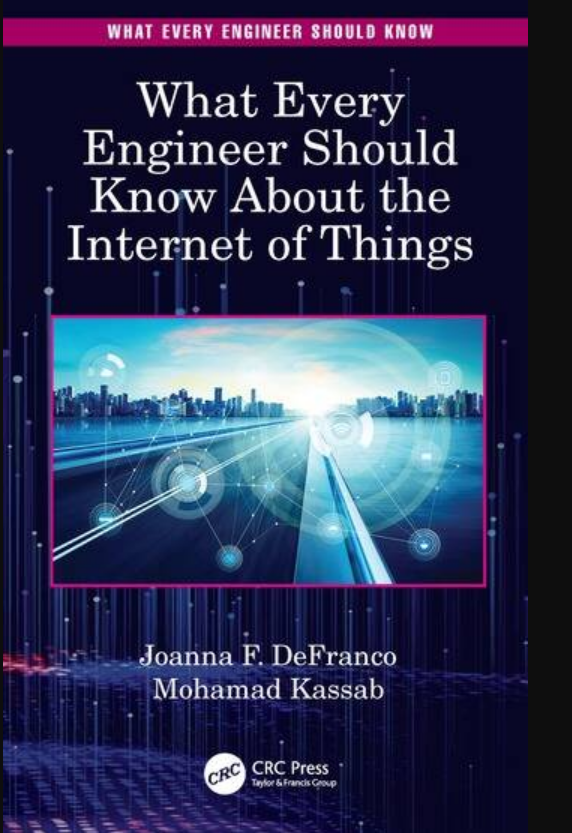 WHAT EVERY ENGINEER SHOULD KNOW
What Every
Engineer Should
Know About the
Internet of Things
Joanna F. DeFranco
Mohamad Kassab
CRC
CRC Press
Taylor & Francis Group